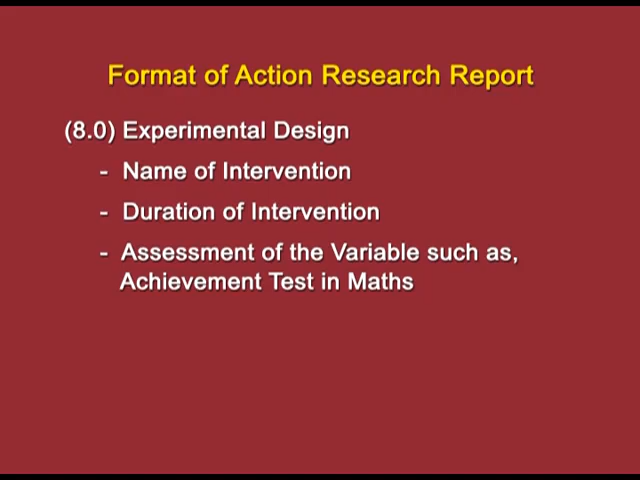 Format of Action Research Report
(8.0) Experimental Design
- Name of Intervention
- Duration of Intervention
- Assessment of the Variable such as,
Achievement Test in Maths